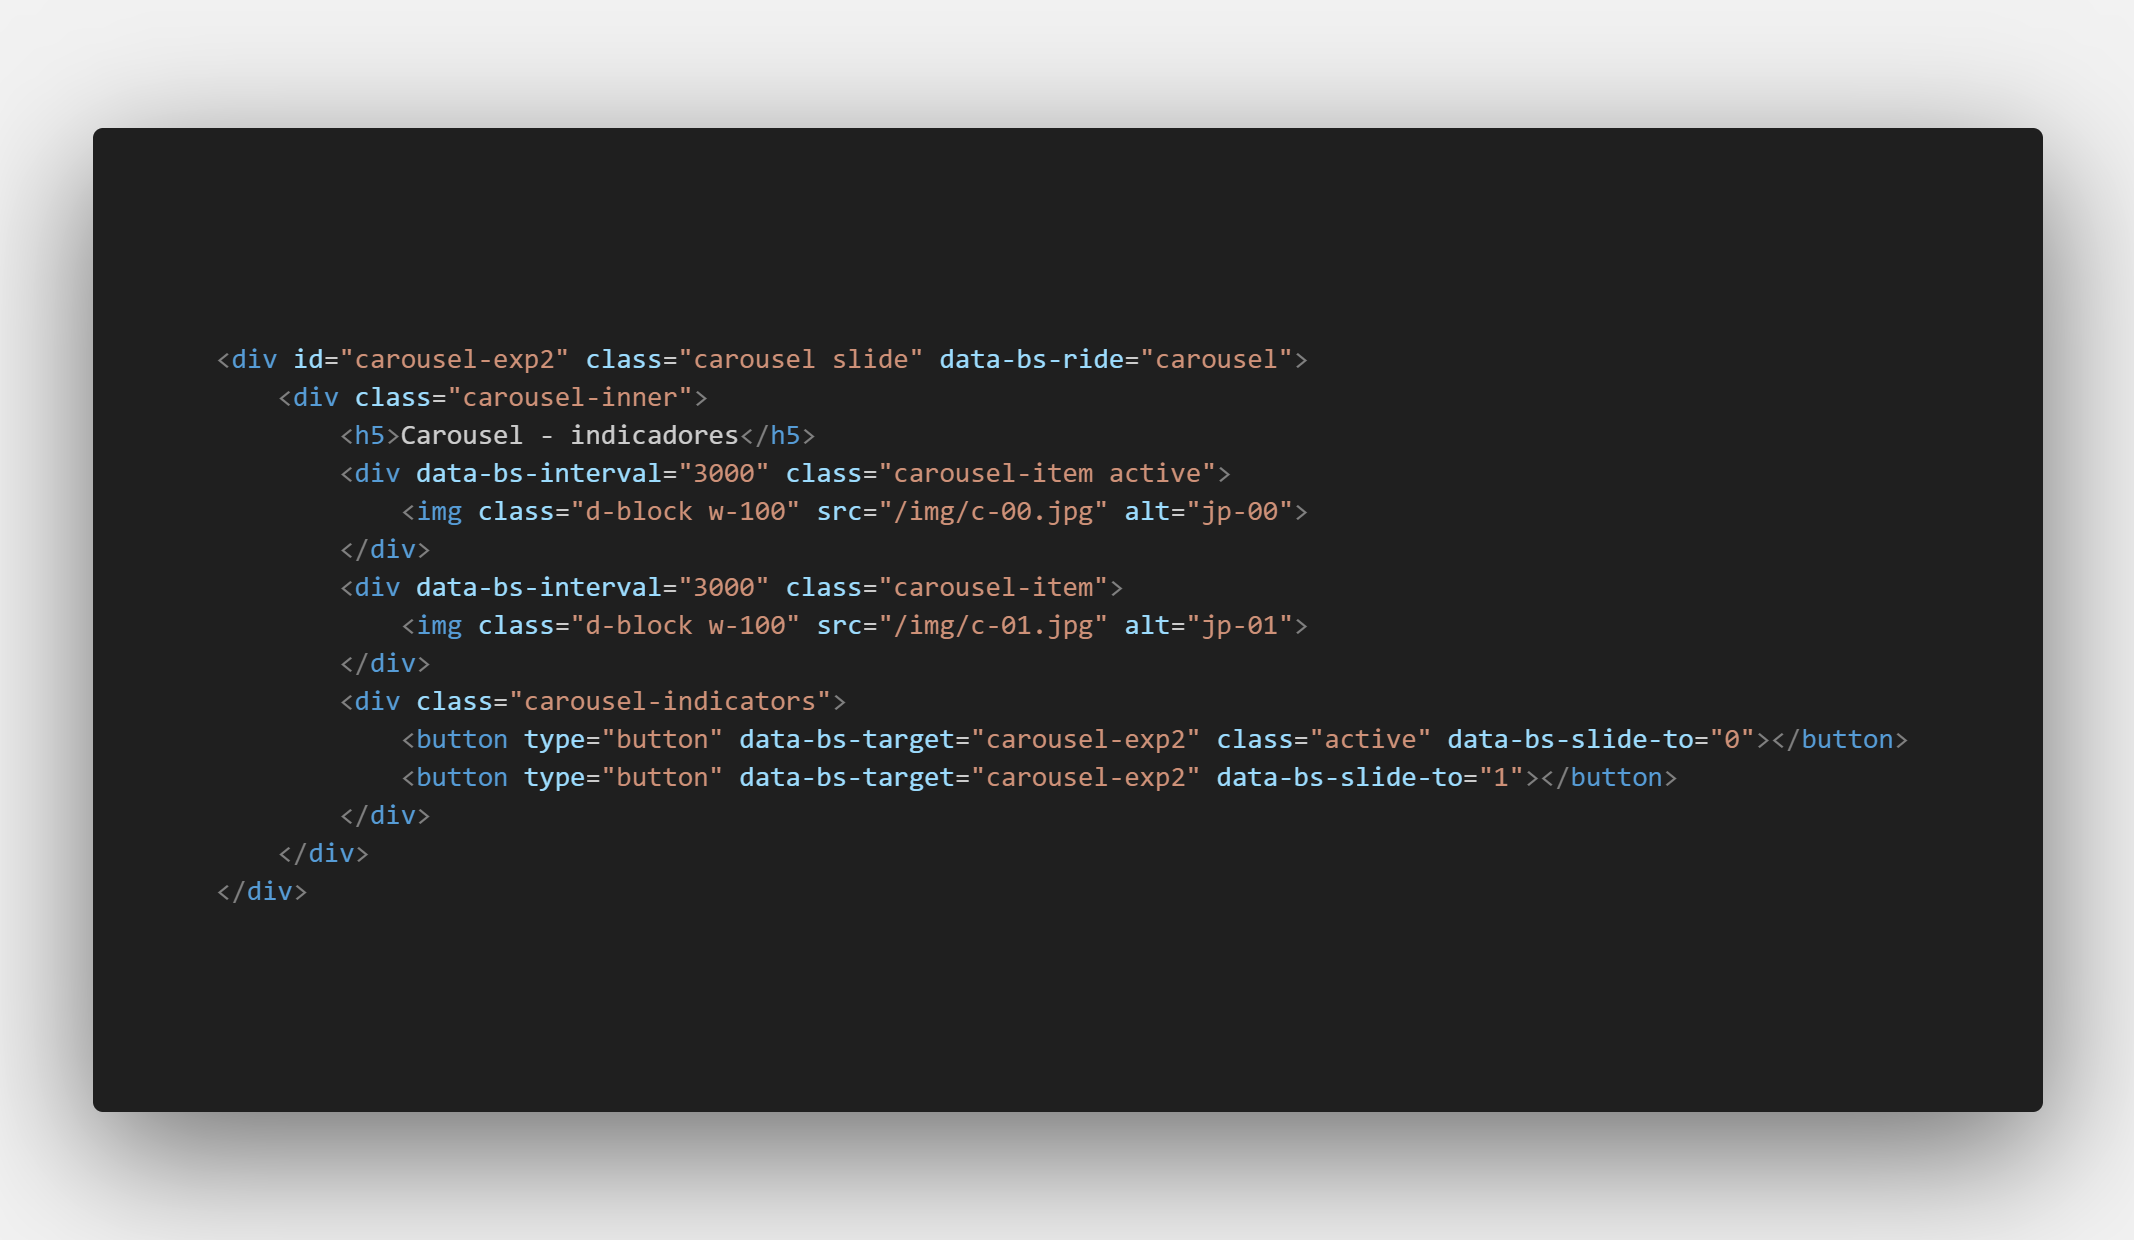 <div id="carousel-exp2" class="carousel slide" data-bs-ride="carousel">
    <div class="carousel-inner">
        <h5>Carousel - indicadores</h5>
        <div data-bs-interval="3000" class="carousel-item active">
            <img class="d-block w-100" src="/img/c-00.jpg" alt="jp-00">
        </div>
        <div data-bs-interval="3000" class="carousel-item">
            <img class="d-block w-100" src="/img/c-01.jpg" alt="jp-01">
        </div>
        <div class="carousel-indicators">
            <button type="button" data-bs-target="carousel-exp2" class="active" data-bs-slide-to="0"></button>
            <button type="button" data-bs-target="carousel-exp2" data-bs-slide-to="1"></button>
        </div>
    </div>
</div>